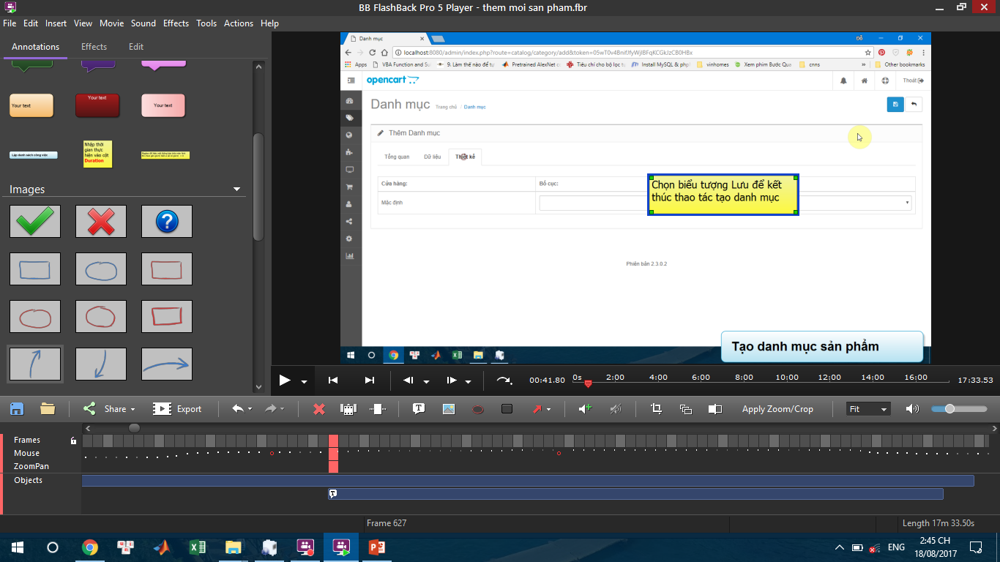 BB FlashBack Pro 5 Player - them moi san pham.fbr
File Edit Insert View Movie Sound Effects Tools Actions Help
Annotations Effects Edit
Your text
Your text
Your text
Lập danh sách công việc
Nhập thời
gian thực
hiện vào cột
Duration
Images
Danh mục
localhost:8080/admin/index.php?route=catalog/category/add&token=
Apps
VBA Function and Su
9. Làm thế nào để tự
Pretrained AlexNet c
Tiêu chí cho bộ lọc tự
Install MySQL & php
vinhomes
Xem phim Bước Qua
cnns
»
Other bookmarks
opencart
Thoát
Danh mục
Trang chủ / Danh mục
Thêm Danh mục
Tổng quan Dữ liệu Thiết kế
Cửa hàng: Bố cục:
Mặc định
Chọn biểu tượng Lưu để kết
thúc thao tác tạo danh mục
Phiên bản 2.3.0.2
Tạo danh mục sản phẩm
00:41.80 0s 2:00 4:00 6:00 8:00 10:00 12:00 14:00 16:00 17:33.53
Share Export Apply Zoom/Crop Fit
Frames
Mouse
ZoomPan
Objects
T
Frame 627 Length 17m 33.50s
ENG
2:45 CH
18/08/2017